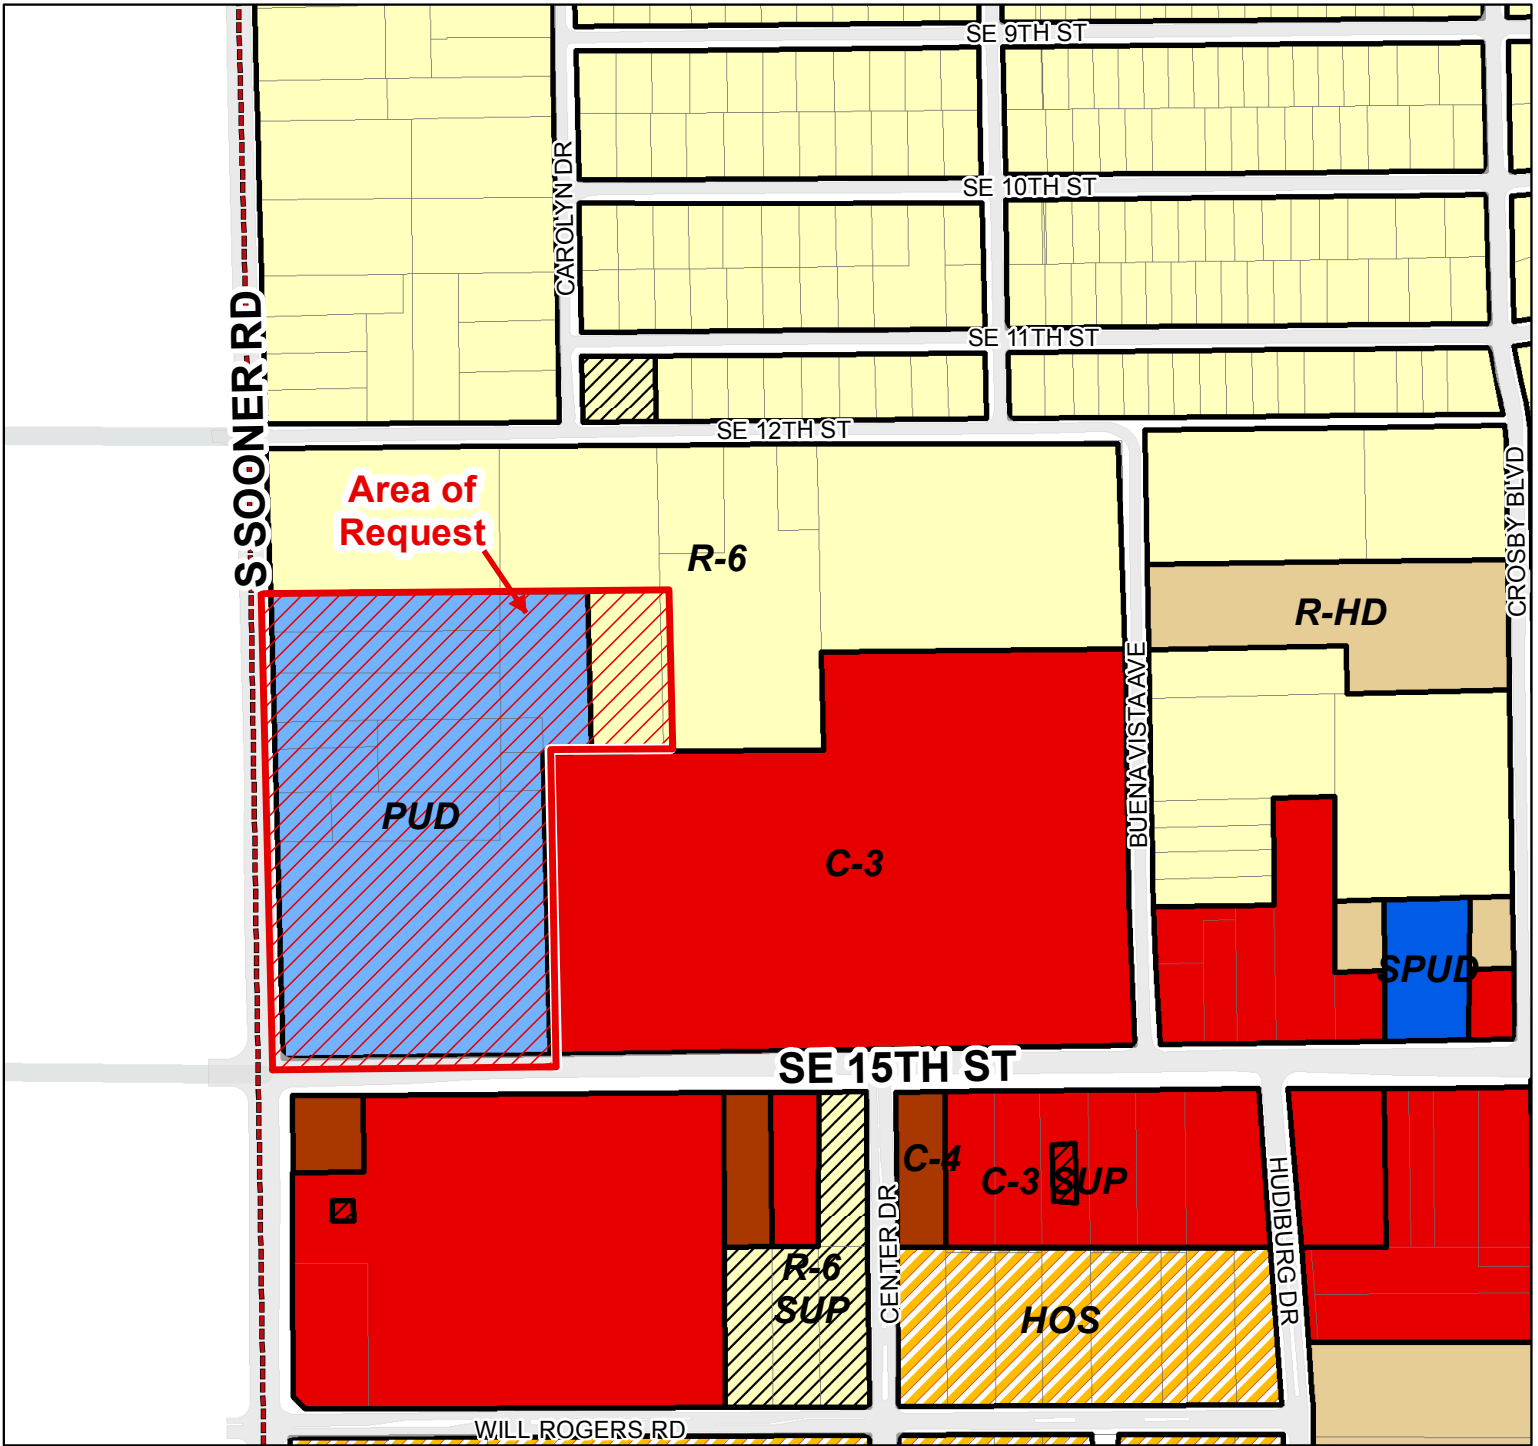 SE 9TH ST
CAROLYN DR
SE 10TH ST
SE 11TH ST
S SOONER RD
SE 12TH ST
CROSBY BLVD
Area of
Request
R-6
R-HD
BUENA VISTA AVE
PUD
C-3
SPUD
SE 15TH ST
C-4
C-3 SUP
CENTER DR
HUDIBURG DR
R-6
SUP
HOS
WILL ROGERS RD